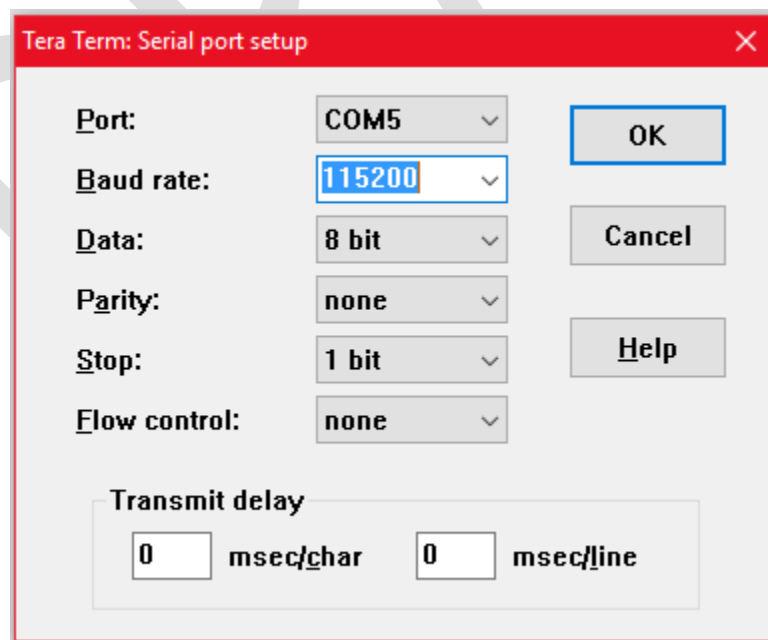 Tera Term: Serial port setup
Port: COM5 OK
Baud rate: 115200
Data: 8 bit Cancel
Parity: none
Stop: 1 bit Help
Flow control: none
Transmit delay
0 msec/char 0 msec/line